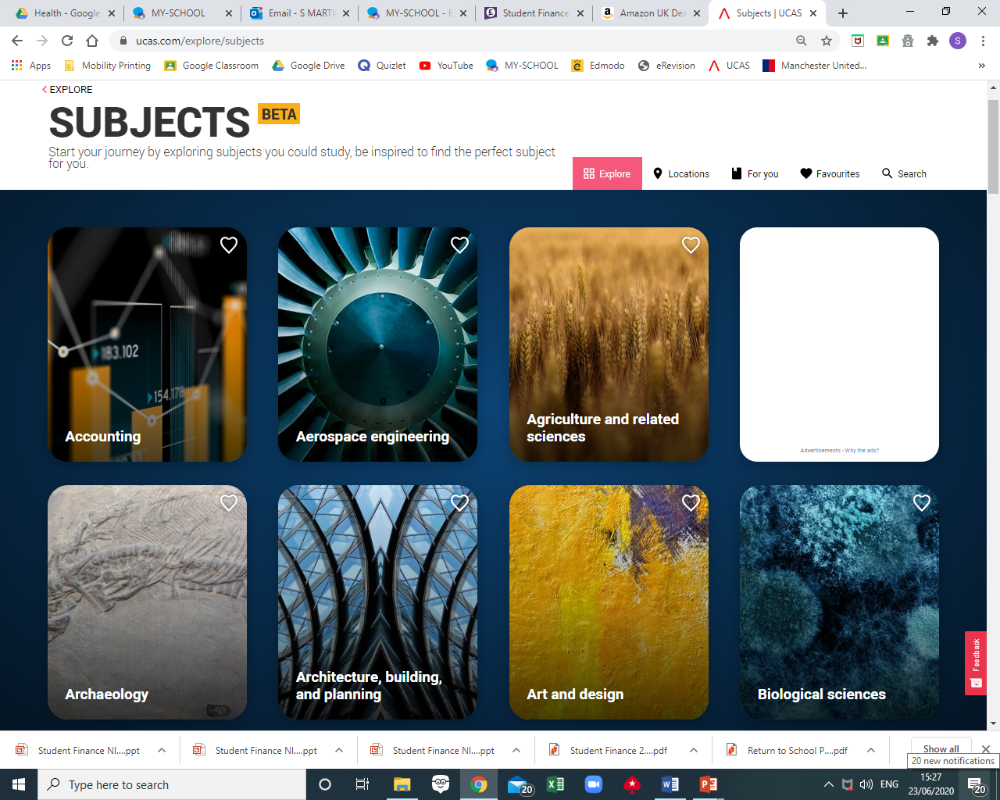 Health - Google
MY-SCHOOL
Email - S MARTI
MY-SCHOOL - E
Student Finance
Amazon UK Dea
Subjects | UCAS
ucas.com/explore/subjects
S
Apps
Mobility Printing
Google Classroom
Google Drive
Quizlet
YouTube
MY-SCHOOL
Edmodo
eRevision
UCAS
Manchester United...
EXPLORE
SUBJECTS BETA
Start your journey by exploring subjects you could study, be inspired to find the perfect subject
for you.
Explore
Locations
For you
Favourites
Search
183.102
154.178
Accounting
Aerospace engineering
Agriculture and related
sciences
Advertisements - Why the ads?
Archaeology
Architecture, building,
and planning
Art and design
Biological sciences
Feedback
Student Finance NI....ppt
Student Finance NI....ppt
Student Finance NI....ppt
Student Finance 2....pdf
Return to School P....pdf
Show all
20 new notifications
Type here to search
20
ENG
15:27
23/06/2020
20